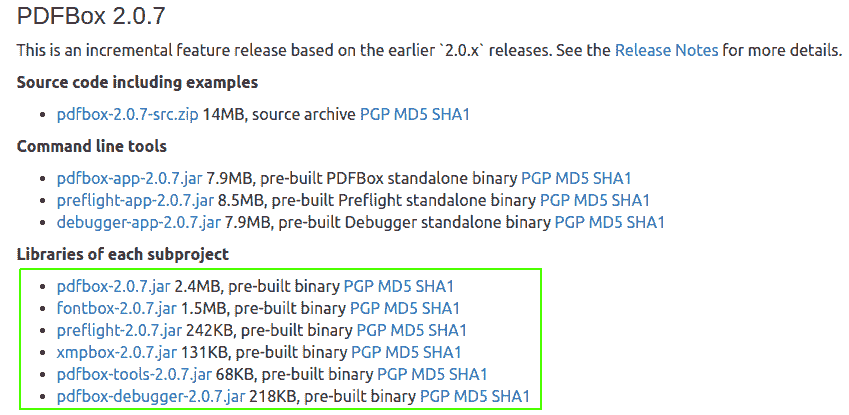 PDFBox 2.0.7
This is an incremental feature release based on the earlier `2.0.x` releases. See the Release Notes for more details.
Source code including examples
• pdfbox-2.0.7-src.zip 14MB, source archive PGP MD5 SHA1
Command line tools
• pdfbox-app-2.0.7.jar 7.9MB, pre-built PDFBox standalone binary PGP MD5 SHA1
• preflight-app-2.0.7.jar 8.5MB, pre-built Preflight standalone binary PGP MD5 SHA1
• debugger-app-2.0.7.jar 7.9MB, pre-built Debugger standalone binary PGP MD5 SHA1
Libraries of each subproject
• pdfbox-2.0.7.jar 2.4MB, pre-built binary PGP MD5 SHA1
• fontbox-2.0.7.jar 1.5MB, pre-built binary PGP MD5 SHA1
• preflight-2.0.7.jar 242KB, pre-built binary PGP MD5 SHA1
• xmpbox-2.0.7.jar 131KB, pre-built binary PGP MD5 SHA1
• pdfbox-tools-2.0.7.jar 68KB, pre-built binary PGP MD5 SHA1
• pdfbox-debugger-2.0.7.jar 218KB, pre-built binary PGP MD5 SHA1